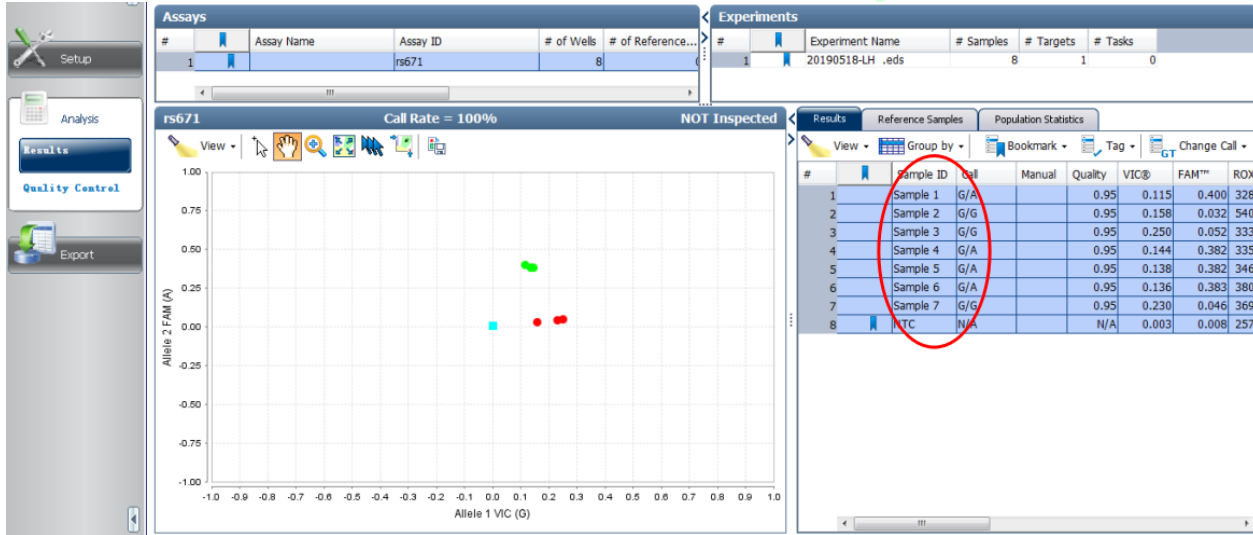 Setup
Analysis
Results
Quality Control
Export
Assays
# Assay Name Assay ID # of Wells # of Reference...
1 rs671 8 0
Experiments
# Experiment Name # Samples # Targets # Tasks
1 20190518-LH .eds 8 1 0
rs671 Call Rate = 100% NOT Inspected
View
1.00
0.75
0.50
0.25
0.00
-0.25
-0.50
-0.75
-1.00
Allele 2 FAM (A)
-1.0 -0.9 -0.8 -0.7 -0.6 -0.5 -0.4 -0.3 -0.2 -0.1 0.0 0.1 0.2 0.3 0.4 0.5 0.6 0.7 0.8 0.9 1.0
Allele 1 VIC (G)
Results Reference Samples Population Statistics
View Group by Bookmark Tag GT Change Call
# Sample ID Call Manual Quality VIC® FAM™ ROX
1 Sample 1 G/A 0.95 0.115 0.400 328
2 Sample 2 G/G 0.95 0.158 0.032 540
3 Sample 3 G/G 0.95 0.250 0.052 333
4 Sample 4 G/A 0.95 0.144 0.382 335
5 Sample 5 G/A 0.95 0.138 0.382 346
6 Sample 6 G/A 0.95 0.136 0.383 380
7 Sample 7 G/G 0.95 0.230 0.046 369
8 NTC N/A N/A 0.003 0.008 257